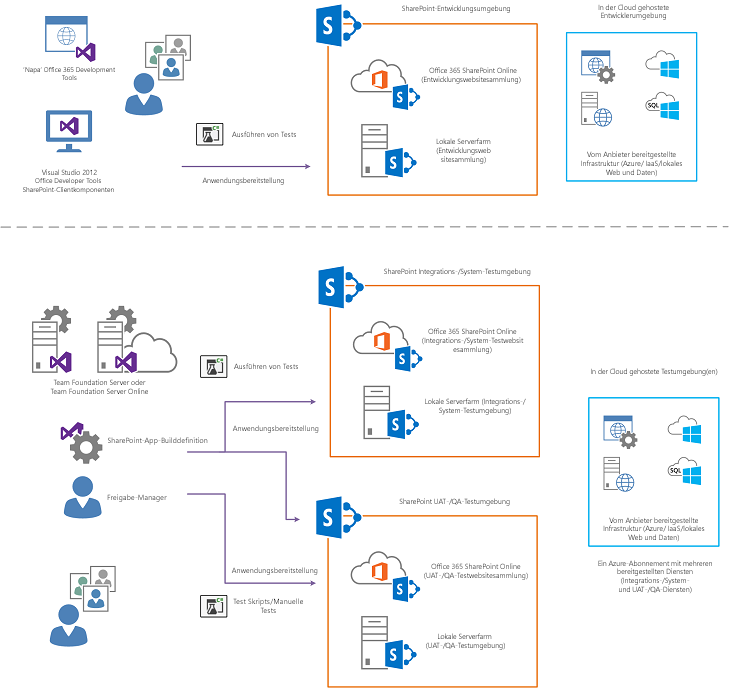 SharePoint-Entwicklungsumgebung
In der Cloud gehostete
Entwicklerumgebung
'Napa' Office 365 Development
Tools
Office 365 SharePoint Online
(Entwicklungswebsitesammlung)
SQL
Ausführen von Tests
Lokale Serverfarm
(Entwicklungsweb
sitesammlung)
Vom Anbieter bereitgestellte
Infrastruktur (Azure/ IaaS/lokales
Web und Daten)
Visual Studio 2012
Office Developer Tools
SharePoint-Clientkomponenten
Anwendungsbereitstellung
SharePoint Integrations-/System-Testumgebung
Office 365 SharePoint Online
(Integrations-/System-Testwebsit
esammlung)
Ausführen von Tests
Team Foundation Server oder
Team Foundation Server Online
In der Cloud gehostete Testumgebung(en)
Lokale Serverfarm (Integrations-/
System-Testumgebung)
SharePoint-App-Builddefinition
Anwendungsbereitstellung
SQL
Freigabe-Manager
SharePoint UAT-/QA-Testumgebung
Vom Anbieter bereitgestellte
Infrastruktur (Azure/ IaaS/lokales
Web und Daten)
Anwendungsbereitstellung
Office 365 SharePoint Online
(UAT-/QA-Testwebsitesammlung)
Ein Azure-Abonnement mit mehreren
bereitgestellten Diensten
(Integrations-/System-
und UAT-/QA-Diensten)
Test Skripts/Manuelle
Tests
Lokale Serverfarm
(UAT-/QA-Testumgebung)